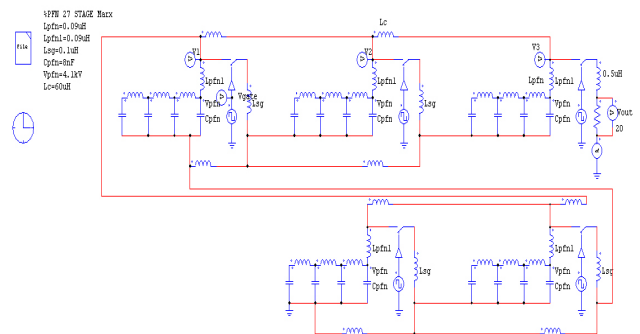 %PFN 27 STAGE Marx
Lpfn=0.09uH
Lpfn1=0.09uH
Lsg=0.1uH
Cpfn=8nF
Vpfn=4.1kV
Lc=60uH
File
Lc
V1
V2
V3
Lpfn1
Lpfn1
Lpfn
0.5uH
Vpfn
Vgate
Lsg
Vpfn
Lsg
Vpfn
Vout
Cpfn
Cpfn
Cpfn
20
Lpfn1
Lpfn1
Vpfn
Lsg
Vpfn
Lsg
Cpfn
Cpfn